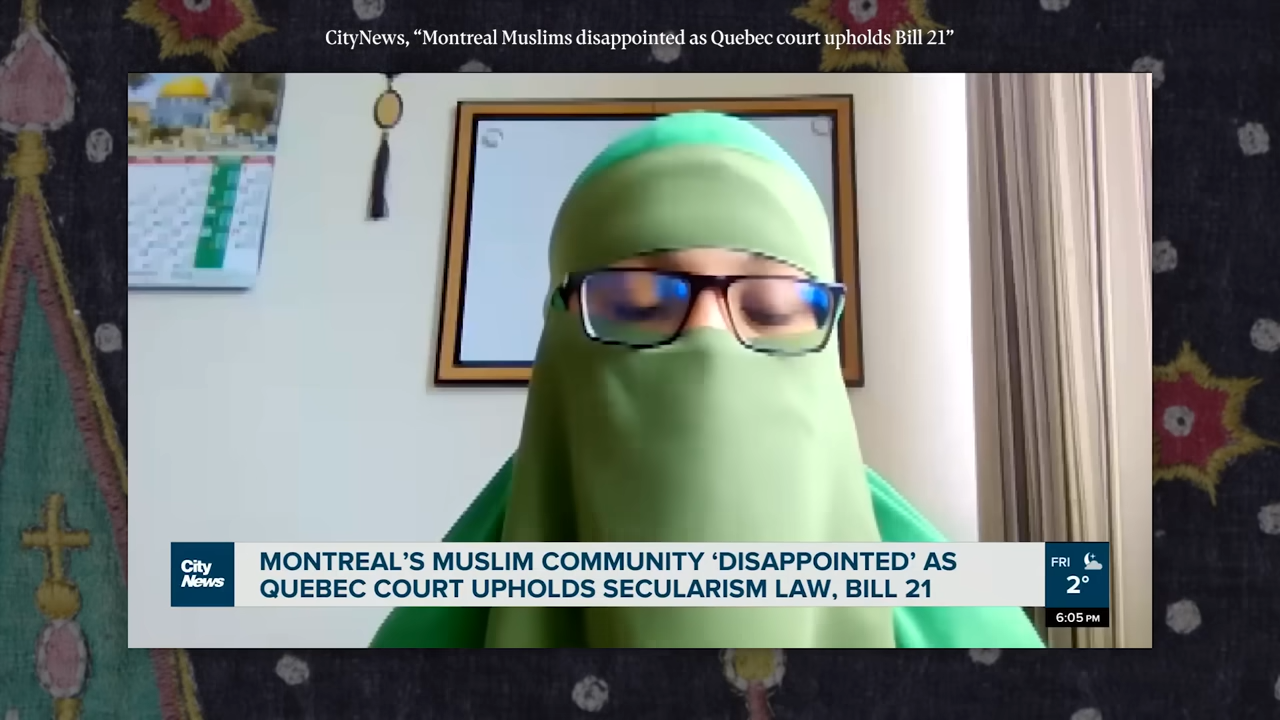 CityNews, “Montreal Muslims disappointed as Quebec court upholds Bill 21”
City
News
MONTREAL’S MUSLIM COMMUNITY ‘DISAPPOINTED’ AS
QUEBEC COURT UPHOLDS SECULARISM LAW, BILL 21
FRI
2°
6:05 PM